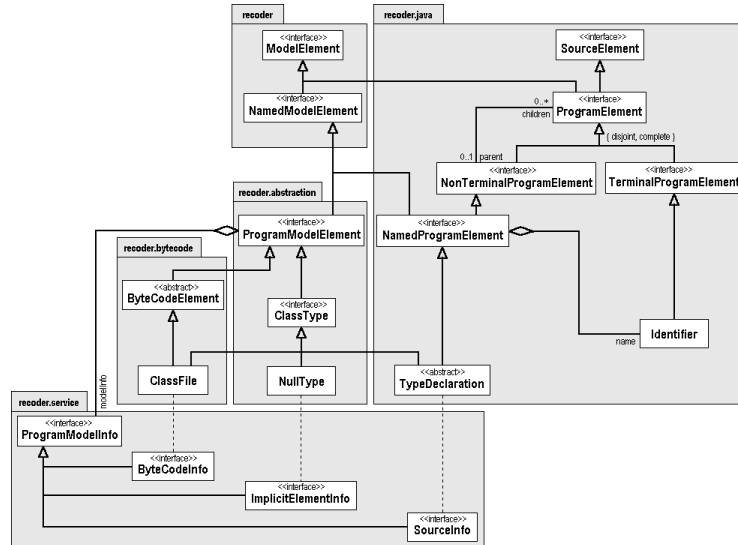 recoder
recoder.java
<<interface>>
ModelElement
<<interface>>
SourceElement
<<interface>>
NamedModelElement
<<interface>
ProgramElement
0..*
children
{ disjoint, complete }
0..1
parent
<<interface>>
NonTerminalProgramElement
<<interface>>
TerminalProgramElement
recoder.abstraction
<<interface>>
ProgramModelElement
<<interface>>
NamedProgramElement
recoder.bytecode
<<abstract>>
ByteCodeElement
<<interface>>
ClassType
Identifier
name
ClassFile
NullType
<<abstract>>
TypeDeclaration
modelInfo
recoder.service
<<interface>>
ProgramModelInfo
<<interface>>
ByteCodeInfo
<<interface>>
ImplicitElementInfo
<<interface>>
SourceInfo